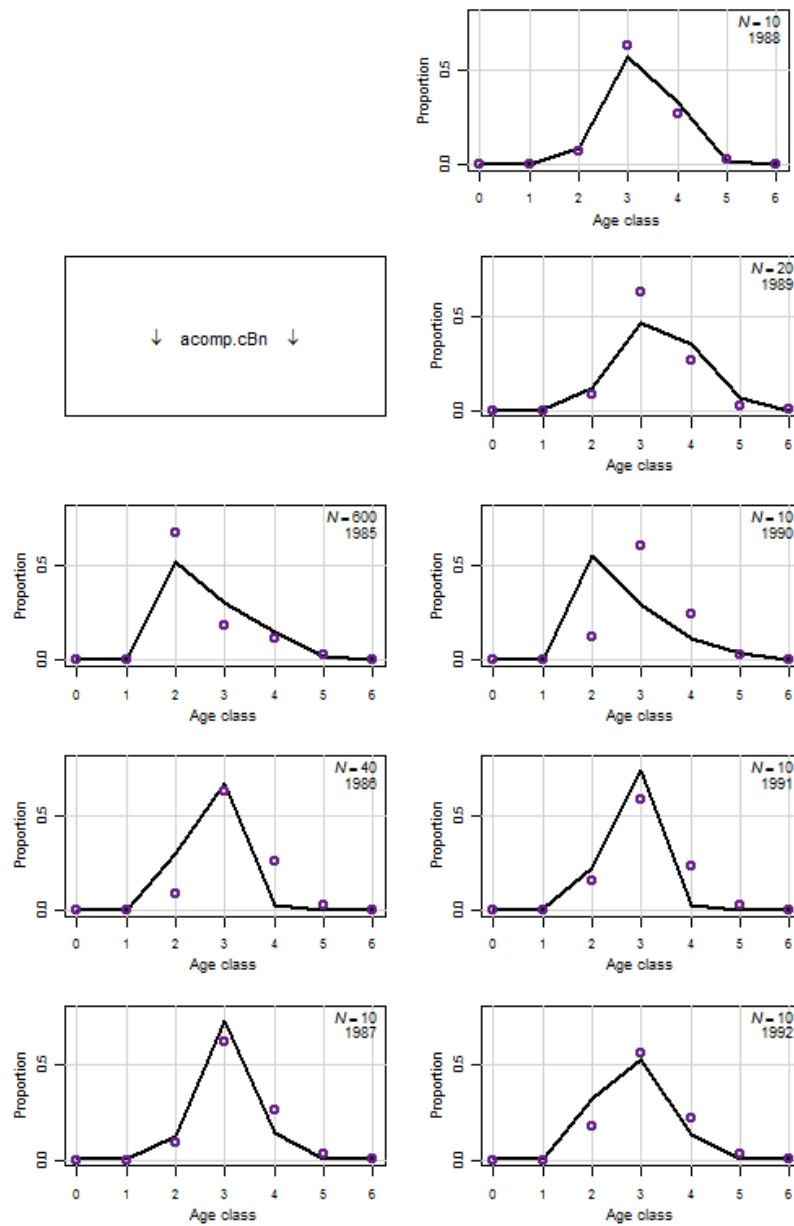 ↓ acomp.cBn ↓
N = 600
1985
Proportion
0.5
0.0
0 1 2 3 4 5 6
Age class
N = 40
1986
Proportion
0.5
0.0
0 1 2 3 4 5 6
Age class
N = 10
1987
Proportion
0.5
0.0
0 1 2 3 4 5 6
Age class
N = 10
1988
Proportion
0.5
0.0
0 1 2 3 4 5 6
Age class
N = 20
1989
Proportion
0.5
0.0
0 1 2 3 4 5 6
Age class
N = 10
1990
Proportion
0.5
0.0
0 1 2 3 4 5 6
Age class
N = 10
1991
Proportion
0.5
0.0
0 1 2 3 4 5 6
Age class
N = 10
1992
Proportion
0.5
0.0
0 1 2 3 4 5 6
Age class